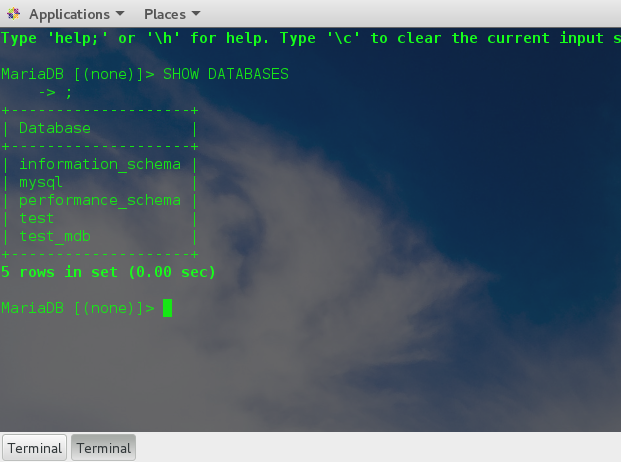 Applications Places
Type 'help;' or '\h' for help. Type '\c' to clear the current input s
MariaDB [(none)]> SHOW DATABASES
    -> ;
+--------------------+
| Database           |
+--------------------+
| information_schema |
| mysql              |
| performance_schema |
| test               |
| test_mdb           |
+--------------------+
5 rows in set (0.00 sec)
MariaDB [(none)]>
Terminal Terminal